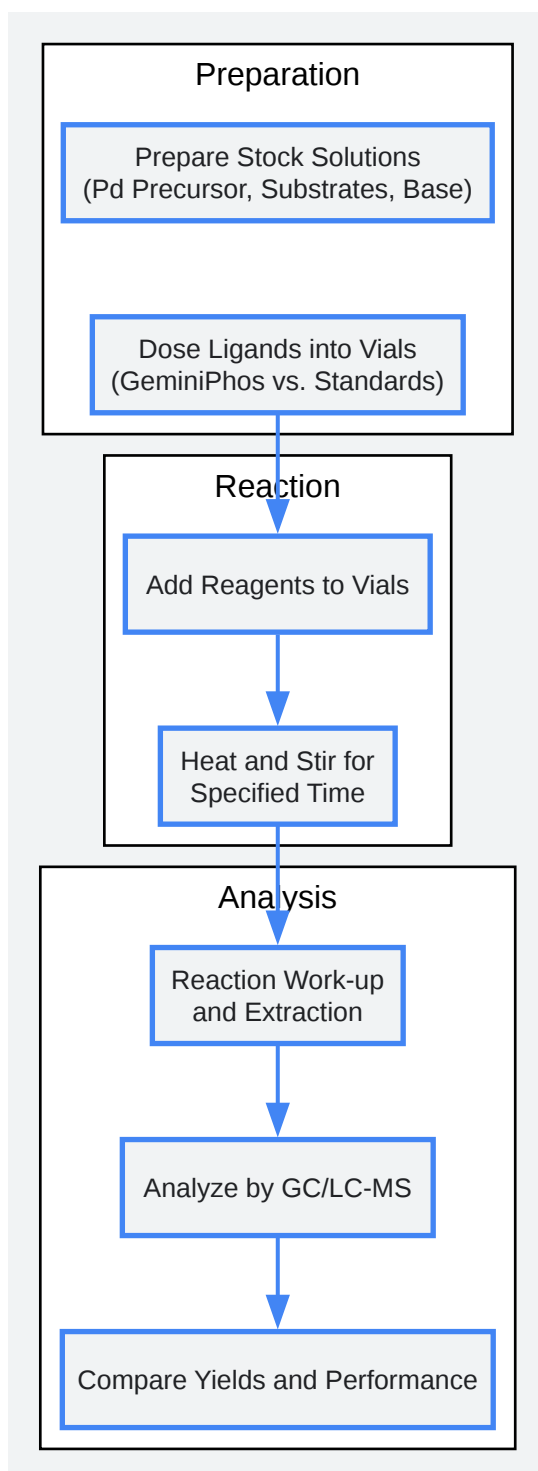 Preparation
Prepare Stock Solutions
(Pd Precursor, Substrates, Base)
Dose Ligands into Vials
(GeminiPhos vs. Standards)
Reaction
Add Reagents to Vials
Heat and Stir for
Specified Time
Analysis
Reaction Work-up
and Extraction
Analyze by GC/LC-MS
Compare Yields and Performance